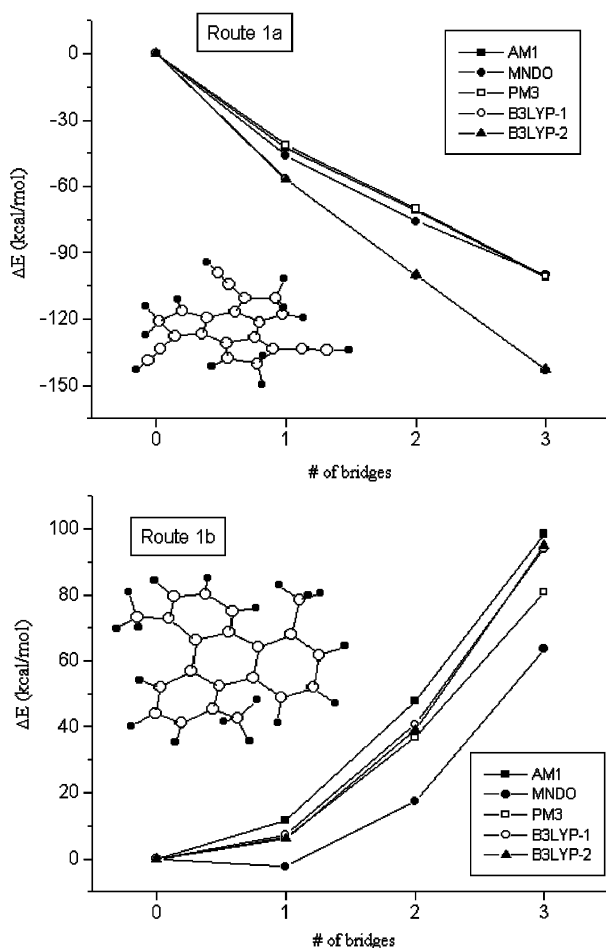 Route 1a
AM1
MNDO
PM3
B3LYP-1
B3LYP-2
0
-30
-60
-90
-120
-150
ΔE (kcal/mol)
0
1
2
3
# of bridges
Route 1b
100
80
60
40
20
0
ΔE (kcal/mol)
AM1
MNDO
PM3
B3LYP-1
B3LYP-2
0
1
2
3
# of bridges